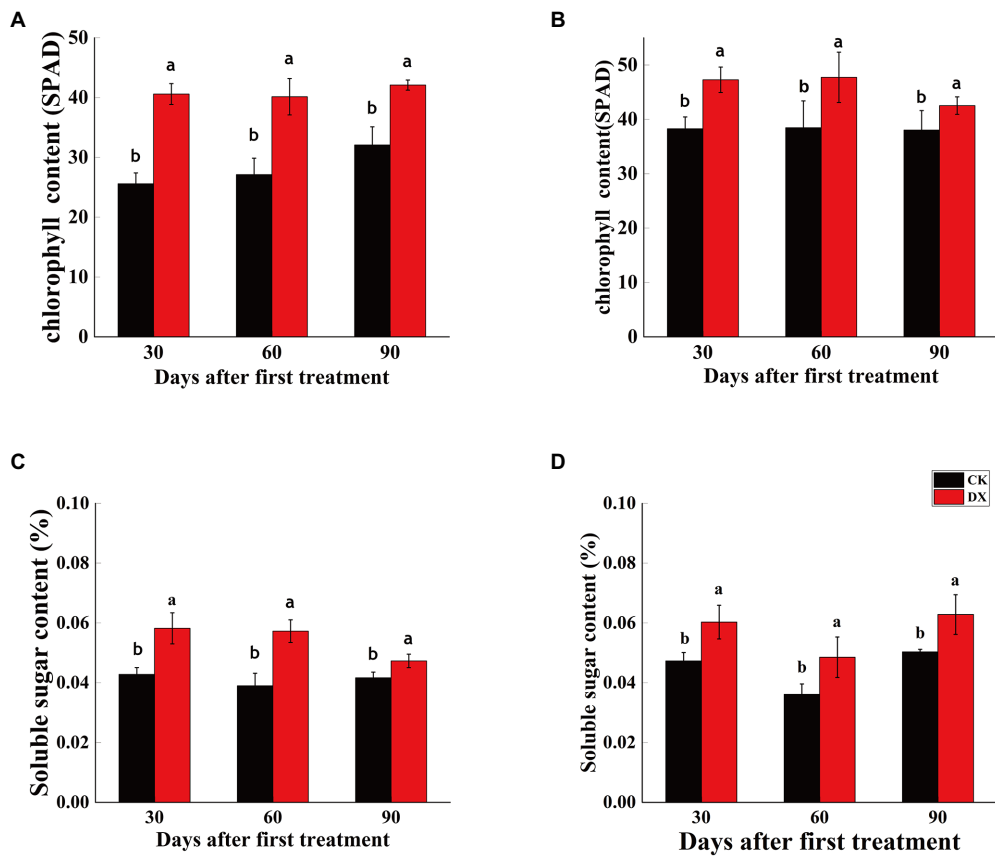 A
chlorophyll content (SPAD)
50
40
30
20
10
0
b
a
b
a
b
a
30
60
90
Days after first treatment
B
chlorophyll content(SPAD)
50
40
30
20
10
0
b
a
b
a
b
a
30
60
90
Days after first treatment
C
Soluble sugar content (%)
0.10
0.08
0.06
0.04
0.02
0.00
b
a
b
a
b
a
30
60
90
Days after first treatment
D
CK
DX
Soluble sugar content (%)
0.10
0.08
0.06
0.04
0.02
0.00
b
a
b
a
b
a
30
60
90
Days after first treatment